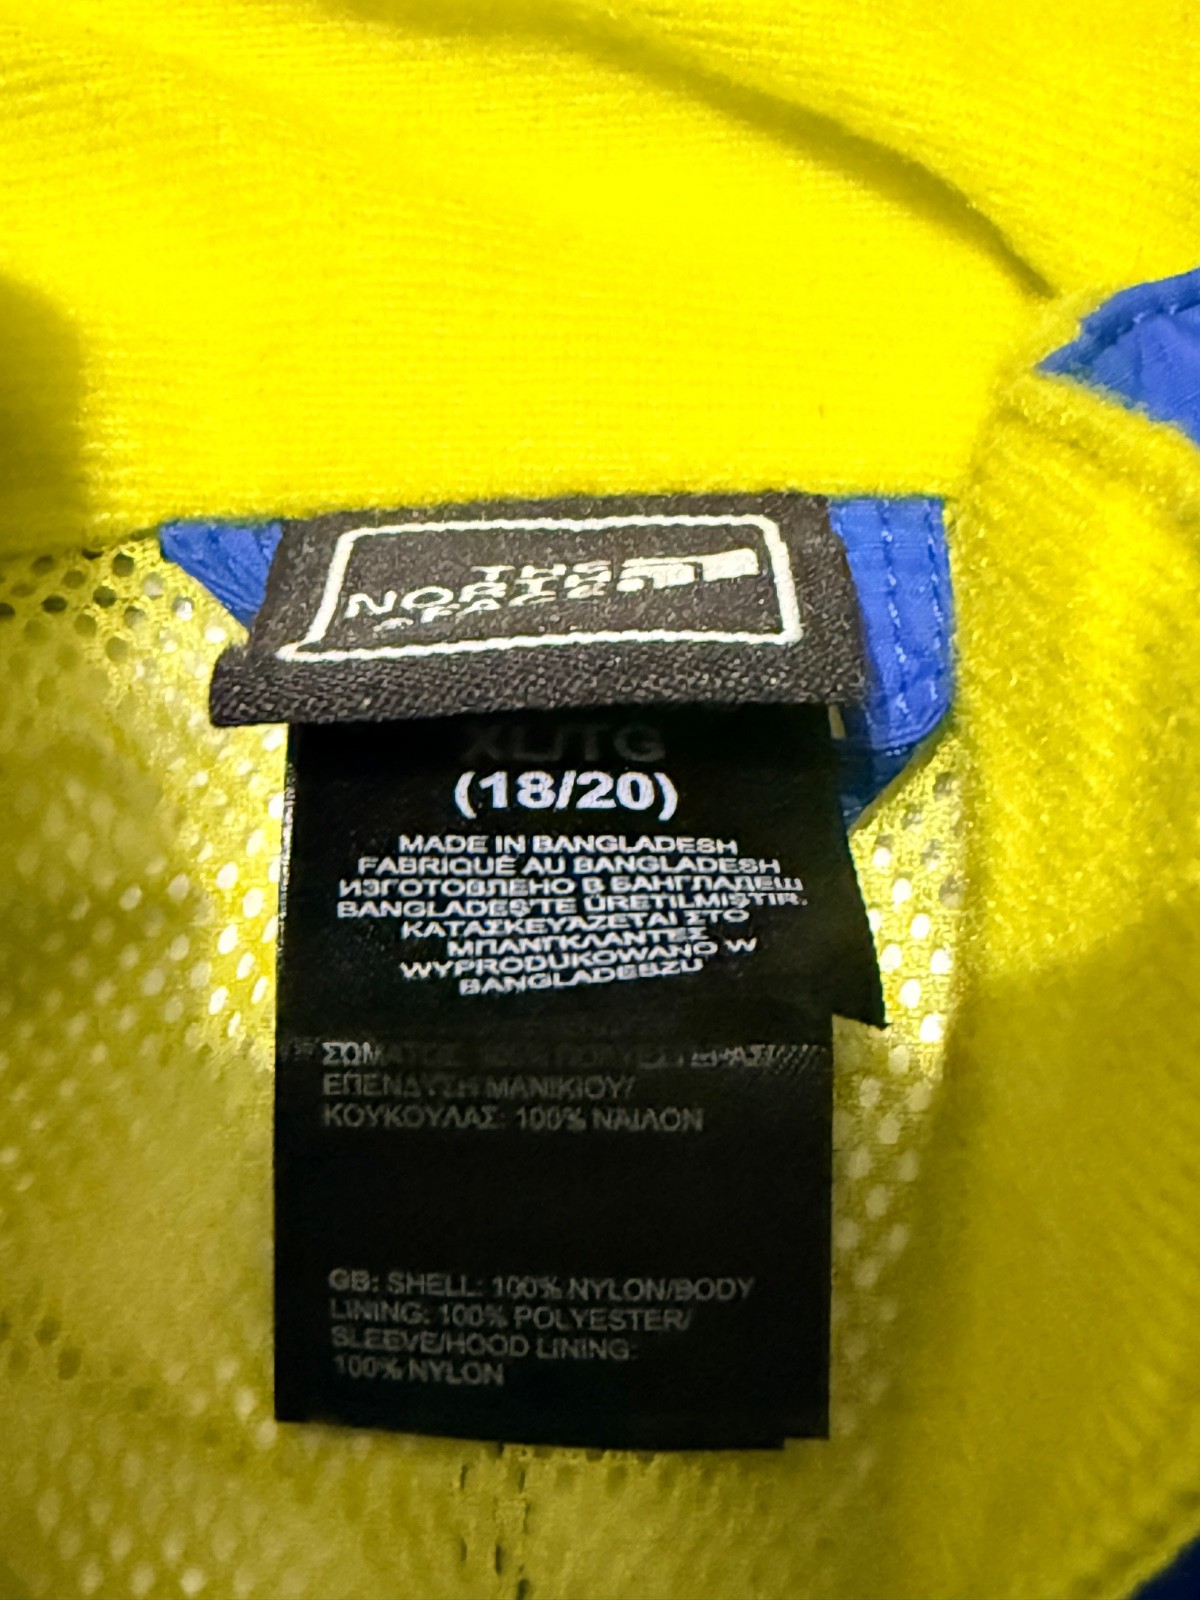 THE
NORTH
FACE
XL/TG
(18/20)
MADE IN BANGLADESH
FABRIQUÉ AU BANGLADESH
ИЗГОТОВЛЕНО В БАНГЛАДЕШ
BANGLADEŞ'TE ÜRETILMIŞTIR.
ΚΑΤΑΣΚΕΥΑΖΕΤΑΙ ΣΤΟ
ΜΠΑΝΓΚΛΑΝΤΕΣ
WYPRODUKOWANO W
BANGLADESZU
ΣΩΜΑΤΟΣ: 100%
ΕΠΕΝΔΥΣΗ ΜΑΝΙΚΙΟΥ/
ΚΟΥΚΟΥΛΑΣ: 100% ΝΑΙΛΟΝ
GB: SHELL: 100% NYLON/BODY
LINING: 100% POLYESTER/
SLEEVE/HOOD LINING:
100% NYLON